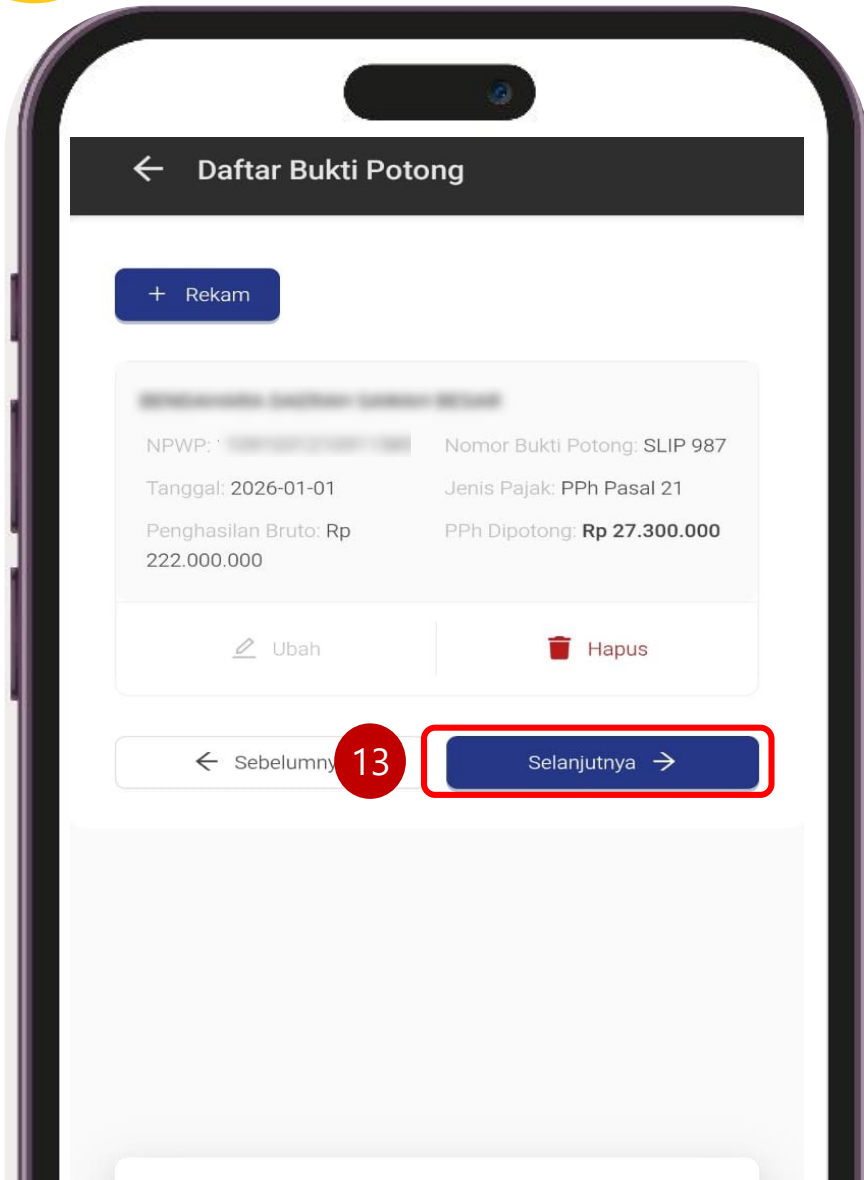 Daftar Bukti Potong
+ Rekam
NPWP:
Nomor Bukti Potong: SLIP 987
Tanggal: 2026-01-01
Jenis Pajak: PPh Pasal 21
Penghasilan Bruto: Rp
222.000.000
PPh Dipotong: Rp 27.300.000
Ubah
Hapus
← Sebelumny
13
Selanjutnya →